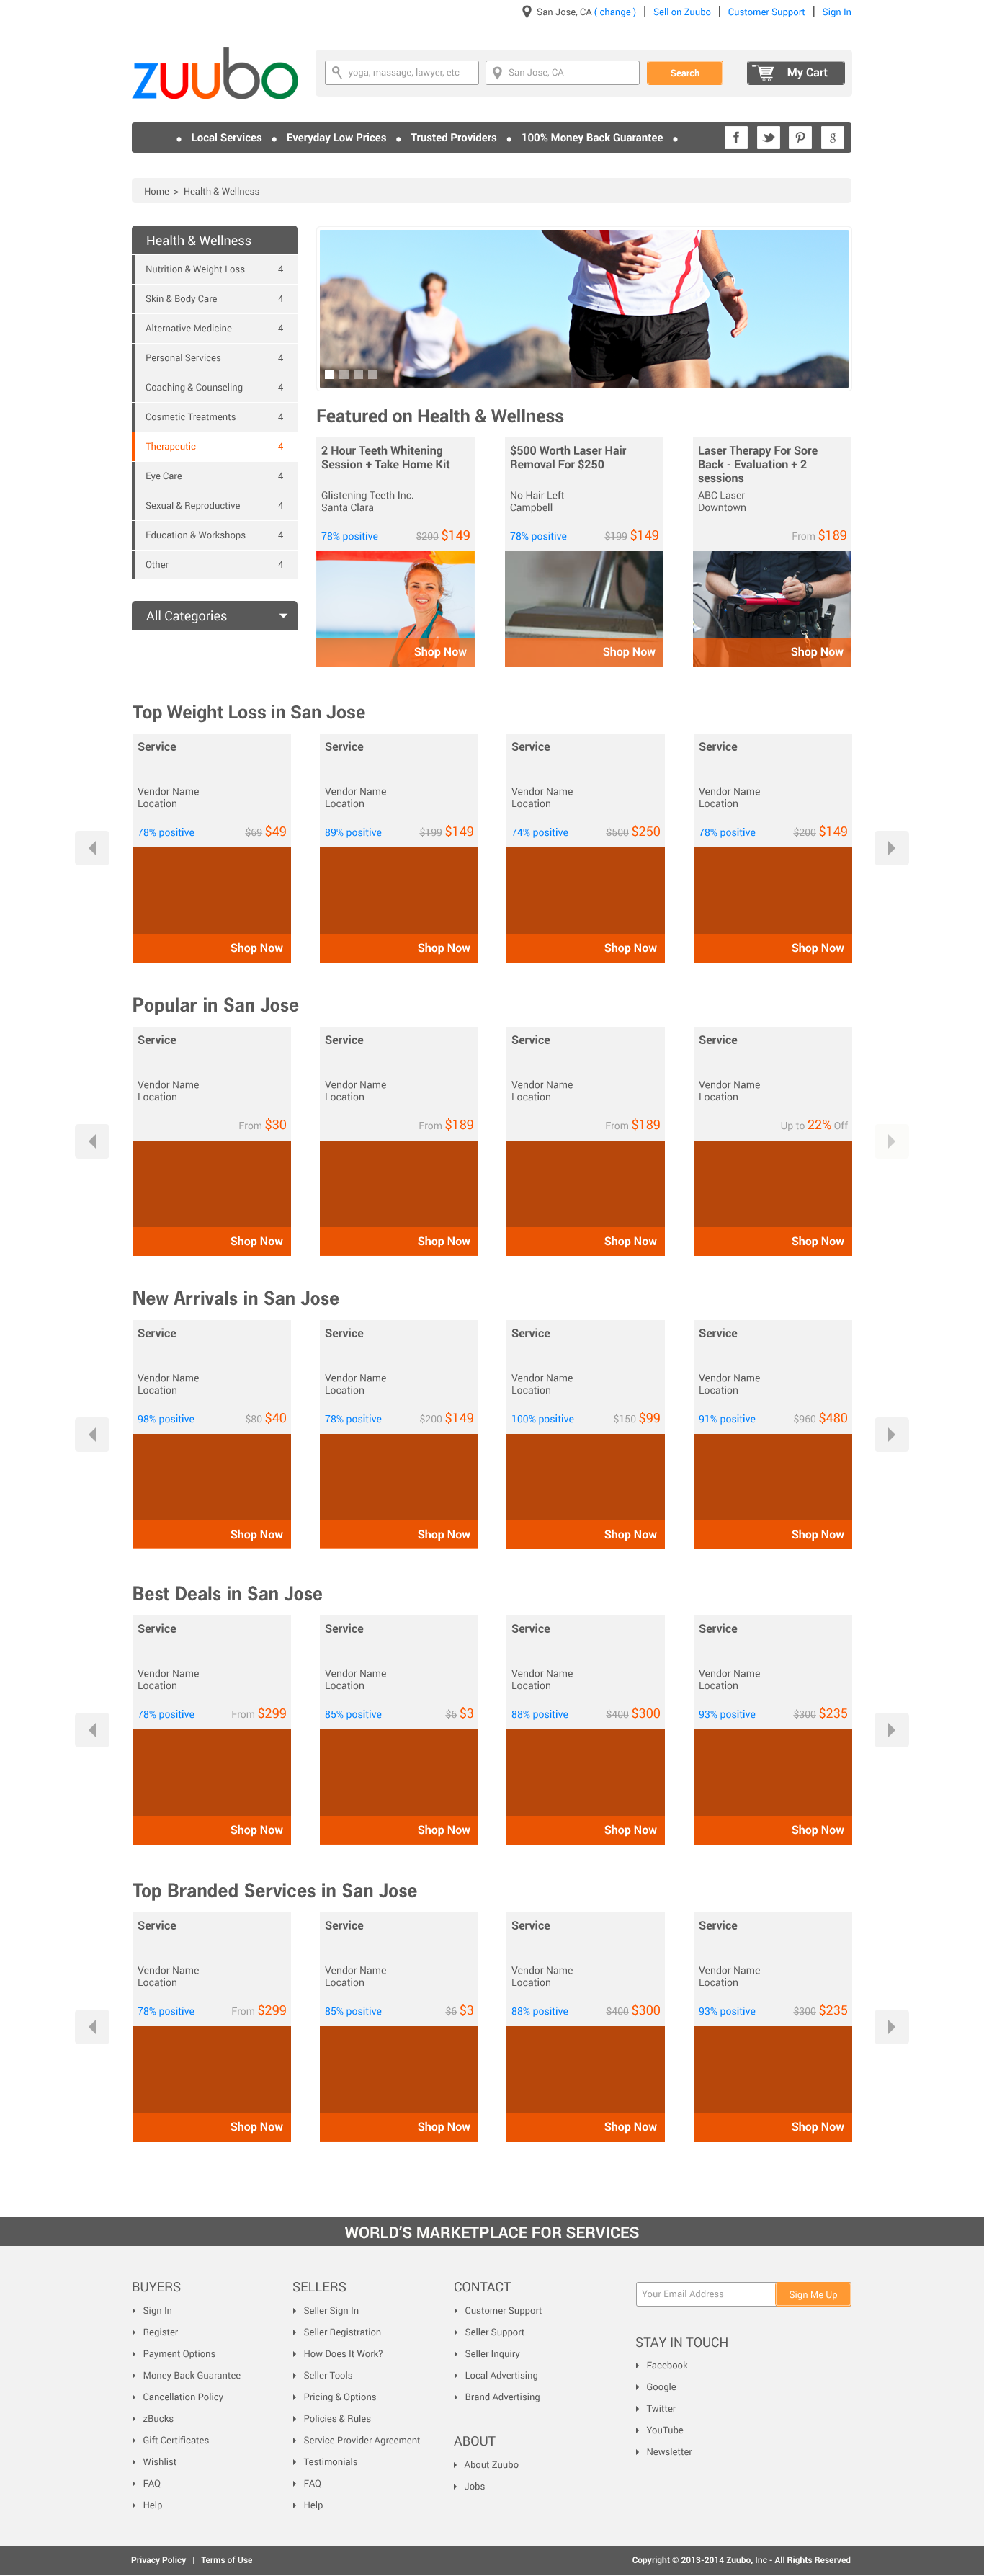 San Jose, CA ( change ) | Sell on Zuubo | Customer Support | Sign In
zuubo
yoga, massage, lawyer, etc
San Jose, CA
Search
My Cart
• Local Services • Everyday Low Prices • Trusted Providers • 100% Money Back Guarantee •
Home > Health & Wellness
Health & Wellness
Nutrition & Weight Loss 4
Skin & Body Care 4
Alternative Medicine 4
Personal Services 4
Coaching & Counseling 4
Cosmetic Treatments 4
Therapeutic 4
Eye Care 4
Sexual & Reproductive 4
Education & Workshops 4
Other 4
All Categories
Featured on Health & Wellness
2 Hour Teeth Whitening
Session + Take Home Kit
Glistening Teeth Inc.
Santa Clara
78% positive $200 $149
Shop Now
$500 Worth Laser Hair
Removal For $250
No Hair Left
Campbell
78% positive $199 $149
Shop Now
Laser Therapy For Sore
Back - Evaluation + 2
sessions
ABC Laser
Downtown
From $189
Shop Now
Top Weight Loss in San Jose
Service
Vendor Name
Location
78% positive $69 $49
Shop Now
Service
Vendor Name
Location
89% positive $199 $149
Shop Now
Service
Vendor Name
Location
74% positive $500 $250
Shop Now
Service
Vendor Name
Location
78% positive $200 $149
Shop Now
Popular in San Jose
Service
Vendor Name
Location
From $30
Shop Now
Service
Vendor Name
Location
From $189
Shop Now
Service
Vendor Name
Location
From $189
Shop Now
Service
Vendor Name
Location
Up to 22% Off
Shop Now
New Arrivals in San Jose
Service
Vendor Name
Location
98% positive $80 $40
Shop Now
Service
Vendor Name
Location
78% positive $200 $149
Shop Now
Service
Vendor Name
Location
100% positive $150 $99
Shop Now
Service
Vendor Name
Location
91% positive $960 $480
Shop Now
Best Deals in San Jose
Service
Vendor Name
Location
78% positive From $299
Shop Now
Service
Vendor Name
Location
85% positive $6 $3
Shop Now
Service
Vendor Name
Location
88% positive $400 $300
Shop Now
Service
Vendor Name
Location
93% positive $300 $235
Shop Now
Top Branded Services in San Jose
Service
Vendor Name
Location
78% positive From $299
Shop Now
Service
Vendor Name
Location
85% positive $6 $3
Shop Now
Service
Vendor Name
Location
88% positive $400 $300
Shop Now
Service
Vendor Name
Location
93% positive $300 $235
Shop Now
WORLD'S MARKETPLACE FOR SERVICES
BUYERS
Sign In
Register
Payment Options
Money Back Guarantee
Cancellation Policy
zBucks
Gift Certificates
Wishlist
FAQ
Help
SELLERS
Seller Sign In
Seller Registration
How Does It Work?
Seller Tools
Pricing & Options
Policies & Rules
Service Provider Agreement
Testimonials
FAQ
Help
CONTACT
Customer Support
Seller Support
Seller Inquiry
Local Advertising
Brand Advertising
ABOUT
About Zuubo
Jobs
Your Email Address
Sign Me Up
STAY IN TOUCH
Facebook
Google
Twitter
YouTube
Newsletter
Privacy Policy | Terms of Use
Copyright © 2013-2014 Zuubo, Inc - All Rights Reserved